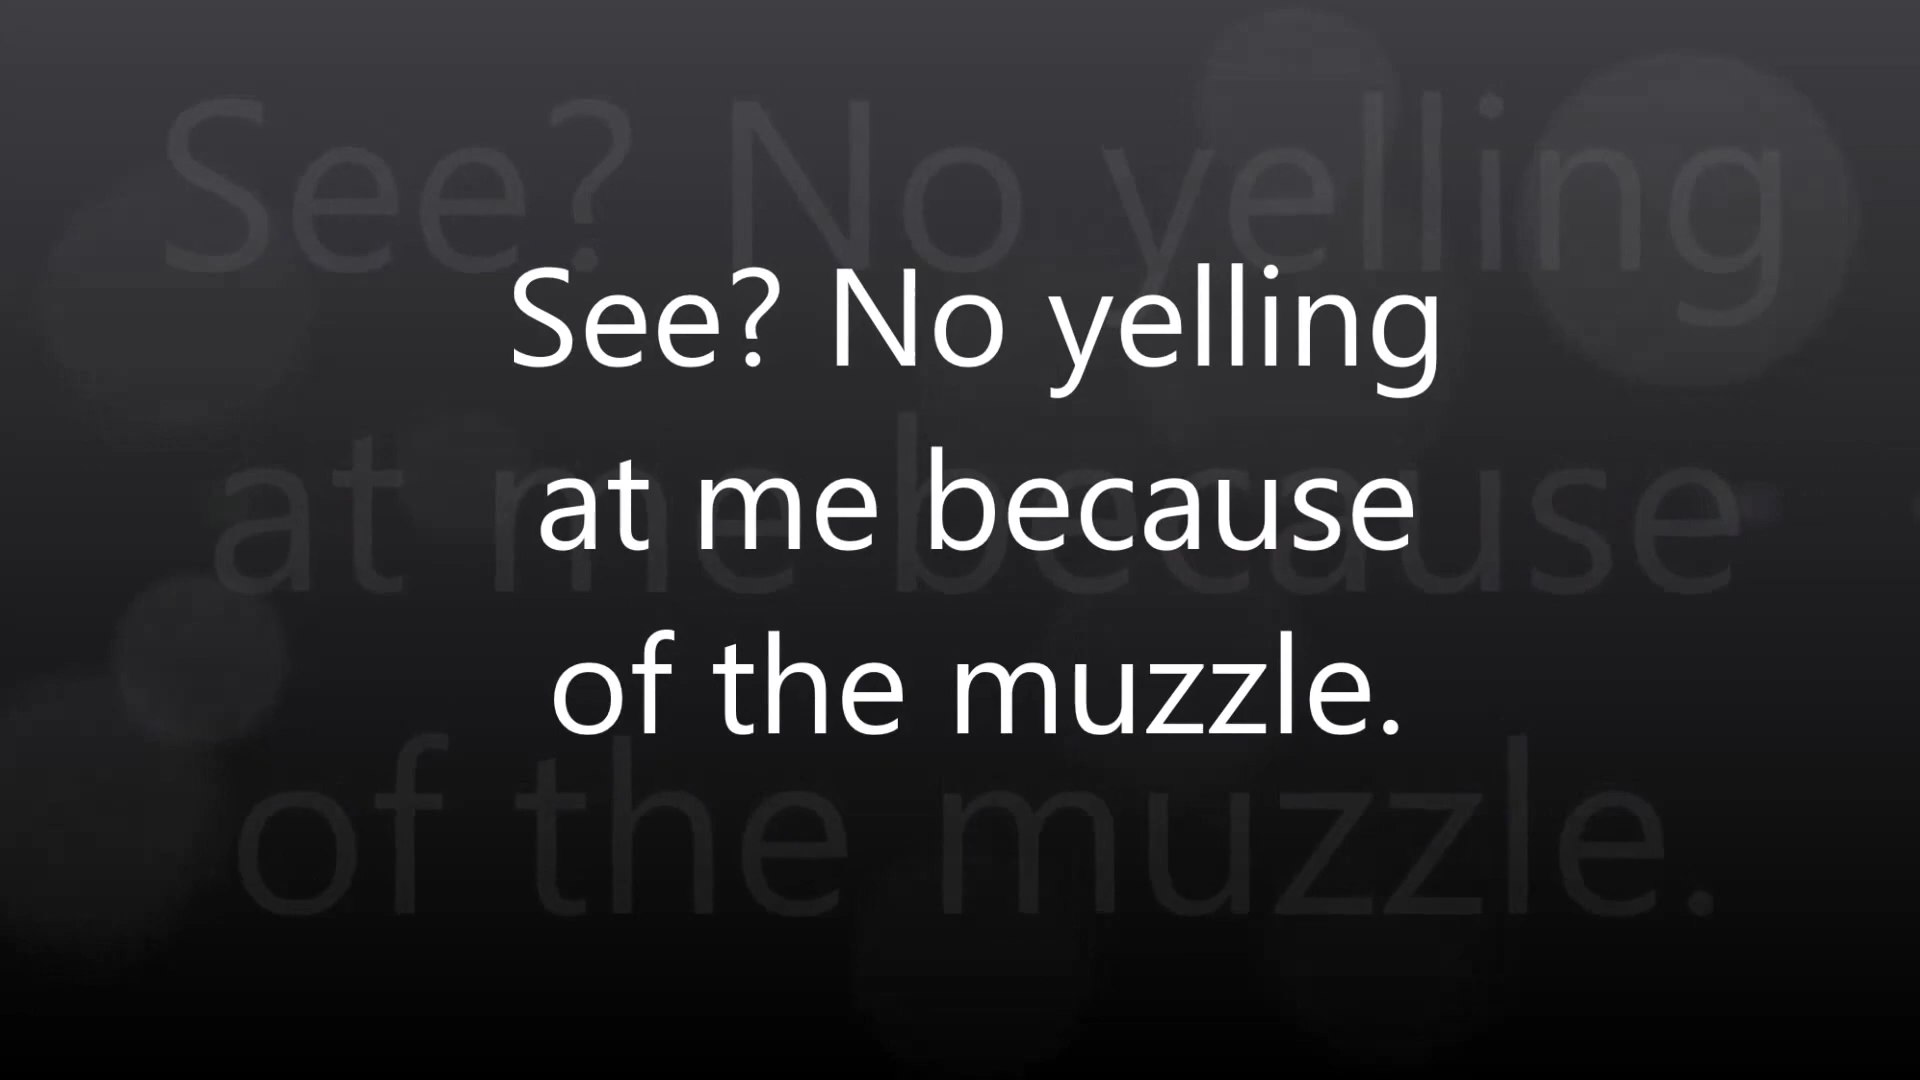 See? No yelling
at me because
of the muzzle.